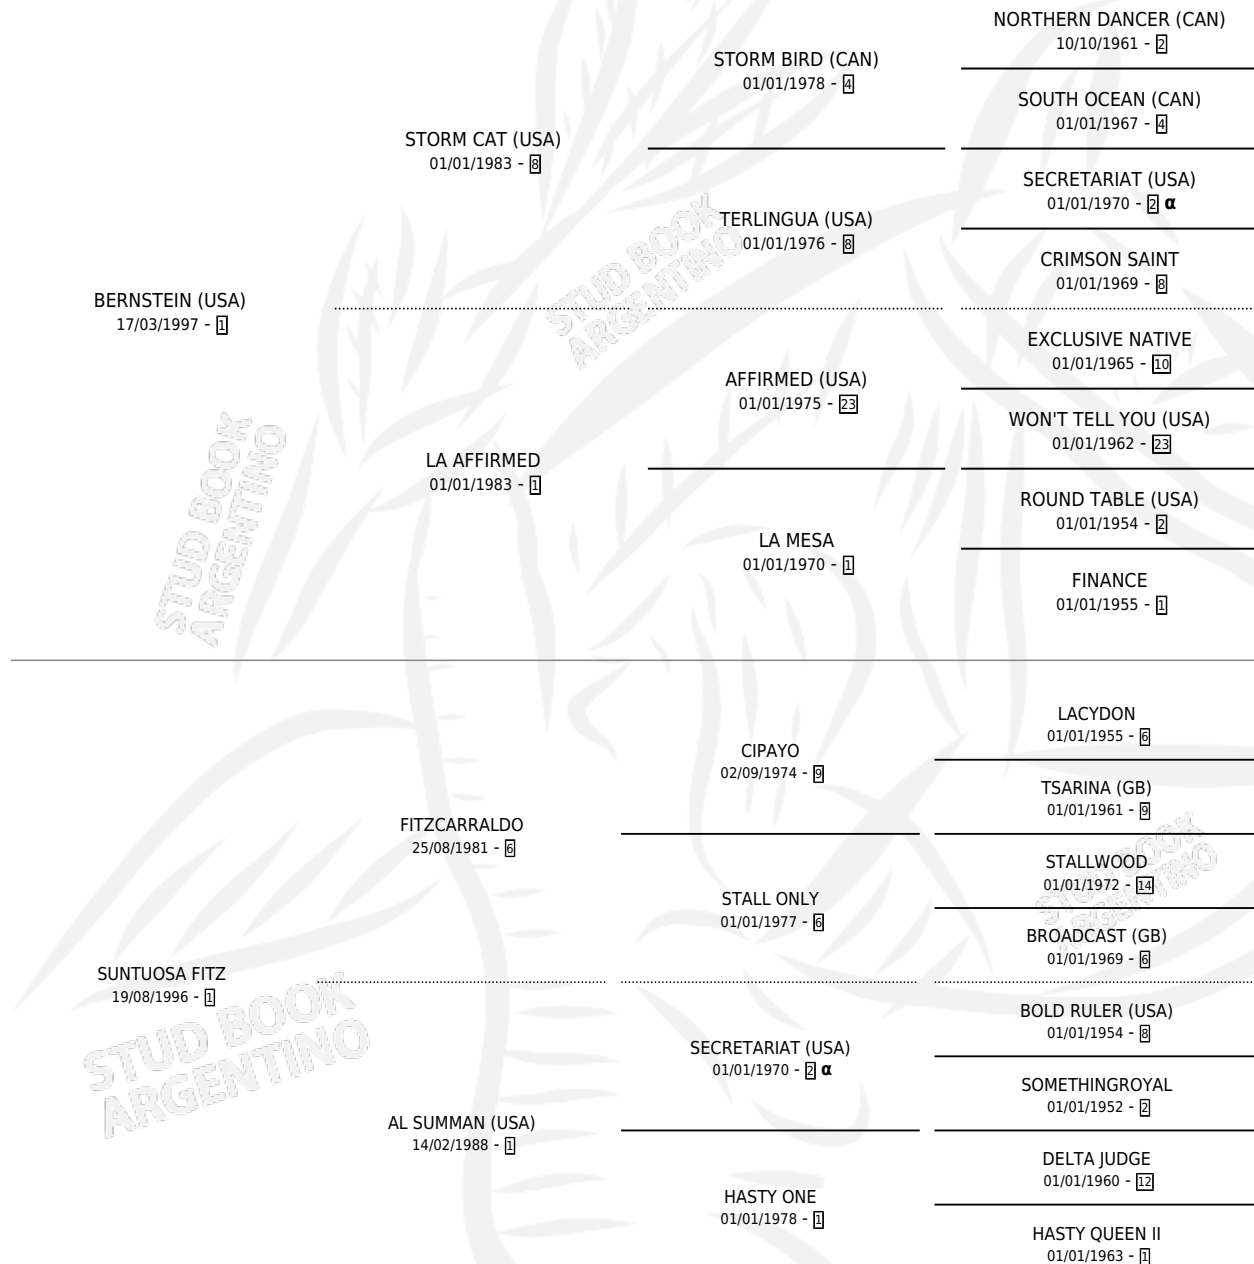 NORTHERN DANCER (CAN)
10/10/1961 - 2
STORM BIRD (CAN)
01/01/1978 - 4
SOUTH OCEAN (CAN)
01/01/1967 - 4
STORM CAT (USA)
01/01/1983 - 8
SECRETARIAT (USA)
01/01/1970 - 2 α
TERLINGUA (USA)
01/01/1976 - 8
CRIMSON SAINT
01/01/1969 - 8
BERNSTEIN (USA)
17/03/1997 - 1
EXCLUSIVE NATIVE
01/01/1965 - 10
AFFIRMED (USA)
01/01/1975 - 23
WON'T TELL YOU (USA)
01/01/1962 - 23
LA AFFIRMED
01/01/1983 - 1
ROUND TABLE (USA)
01/01/1954 - 2
LA MESA
01/01/1970 - 1
FINANCE
01/01/1955 - 1
LACYDON
01/01/1955 - 6
CIPAYO
02/09/1974 - 9
TSARINA (GB)
01/01/1961 - 9
FITZCARRALDO
25/08/1981 - 6
STALLWOOD
01/01/1972 - 14
STALL ONLY
01/01/1977 - 6
BROADCAST (GB)
01/01/1969 - 6
SUNTUOSA FITZ
19/08/1996 - 1
BOLD RULER (USA)
01/01/1954 - 8
SECRETARIAT (USA)
01/01/1970 - 2 α
SOMETHINGROYAL
01/01/1952 - 2
AL SUMMAN (USA)
14/02/1988 - 1
DELTA JUDGE
01/01/1960 - 12
HASTY ONE
01/01/1978 - 1
HASTY QUEEN II
01/01/1963 - 1
STUD BOOK
ARGENTINO
STUD BOOK
ARGENTINO
STUD BOOK
ARGENTINO
STUD BOOK
ARGENTINO